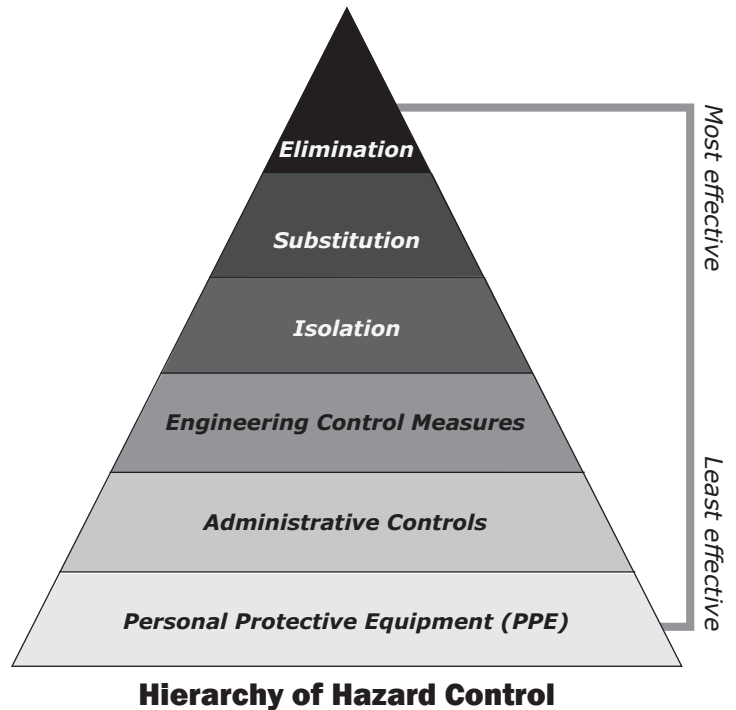 Elimination
Substitution
Isolation
Engineering Control Measures
Administrative Controls
Personal Protective Equipment (PPE)
Most effective
Least effective
Hierarchy of Hazard Control